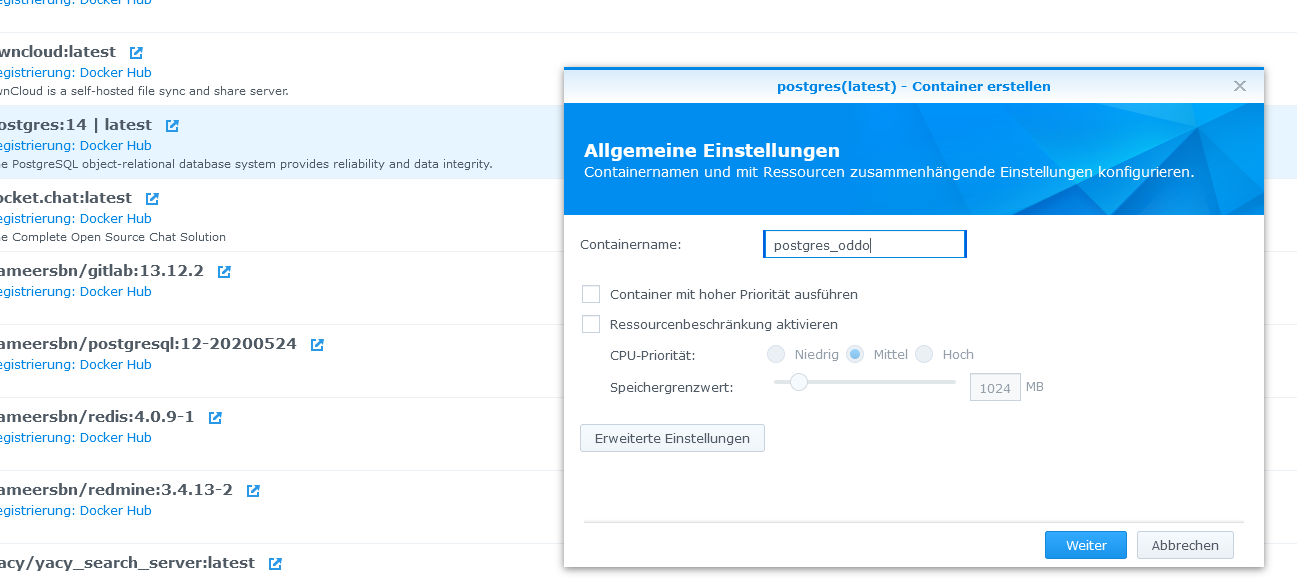 egistrierung: Docker Hub
wncloud:latest
egistrierung: Docker Hub
wnCloud is a self-hosted file sync and share server.
ostgres:14 | latest
egistrierung: Docker Hub
he PostgreSQL object-relational database system provides reliability and data integrity.
ocket.chat:latest
egistrierung: Docker Hub
he Complete Open Source Chat Solution
ameersbn/gitlab:13.12.2
egistrierung: Docker Hub
ameersbn/postgresql:12-20200524
egistrierung: Docker Hub
ameersbn/redis:4.0.9-1
egistrierung: Docker Hub
ameersbn/redmine:3.4.13-2
egistrierung: Docker Hub
acy/yacy_search_server:latest
postgres(latest) - Container erstellen
Allgemeine Einstellungen
Containernamen und mit Ressourcen zusammenhängende Einstellungen konfigurieren.
Containername: postgres_oddo
Container mit hoher Priorität ausführen
Ressourcenbeschränkung aktivieren
CPU-Priorität: Niedrig Mittel Hoch
Speichergrenzwert: 1024 MB
Erweiterte Einstellungen
Weiter Abbrechen